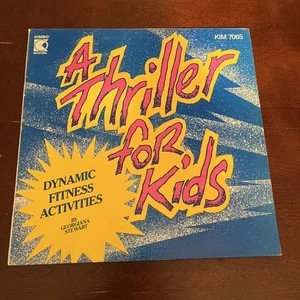 KIMBO
KIM 7065
A
Thriller
for
Kids
DYNAMIC
FITNESS
ACTIVITIES
BY
GEORGIANA
STEWART